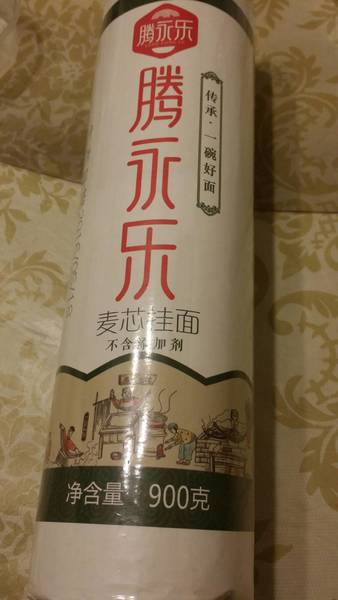 腾永乐
传承·一碗好面
腾永乐
麦芯挂面
不含添加剂
净含量：900克